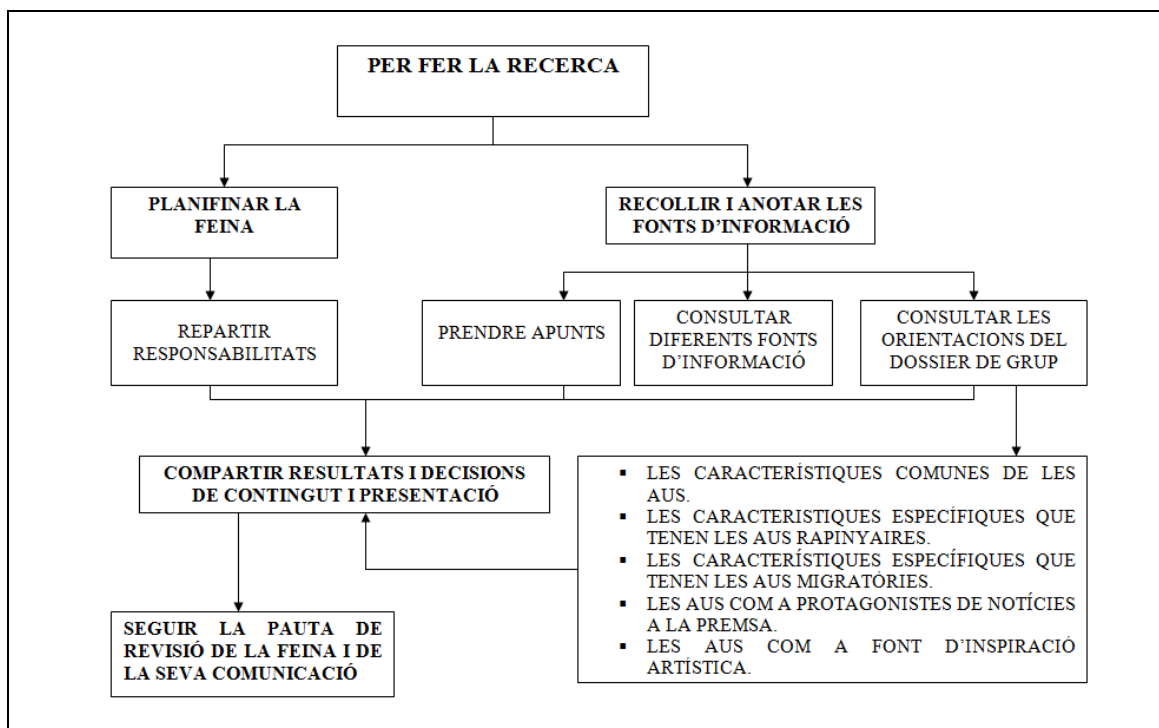 PER FER LA RECERCA
PLANIFINAR LA
FEINA
RECOLLIR I ANOTAR LES
FONTS D’INFORMACIÓ
REPARTIR
RESPONSABILITATS
PRENDRE APUNTS
CONSULTAR
DIFERENTS FONTS
D’INFORMACIÓ
CONSULTAR LES
ORIENTACIONS DEL
DOSSIER DE GRUP
COMPARTIR RESULTATS I DECISIONS
DE CONTINGUT I PRESENTACIÓ
▪ LES CARACTERÍSTIQUES COMUNES DE LES
AUS.
▪ LES CARACTERISTIQUES ESPECÍFIQUES QUE
TENEN LES AUS RAPINYAIRES.
▪ LES CARACTERÍSTIQUES ESPECÍFIQUES QUE
TENEN LES AUS MIGRATÒRIES.
▪ LES AUS COM A PROTAGONISTES DE NOTÍCIES
A LA PREMSA.
▪ LES AUS COM A FONT D’INSPIRACIÓ
ARTÍSTICA.
SEGUIR LA PAUTA DE
REVISIÓ DE LA FEINA I DE
LA SEVA COMUNICACIÓ